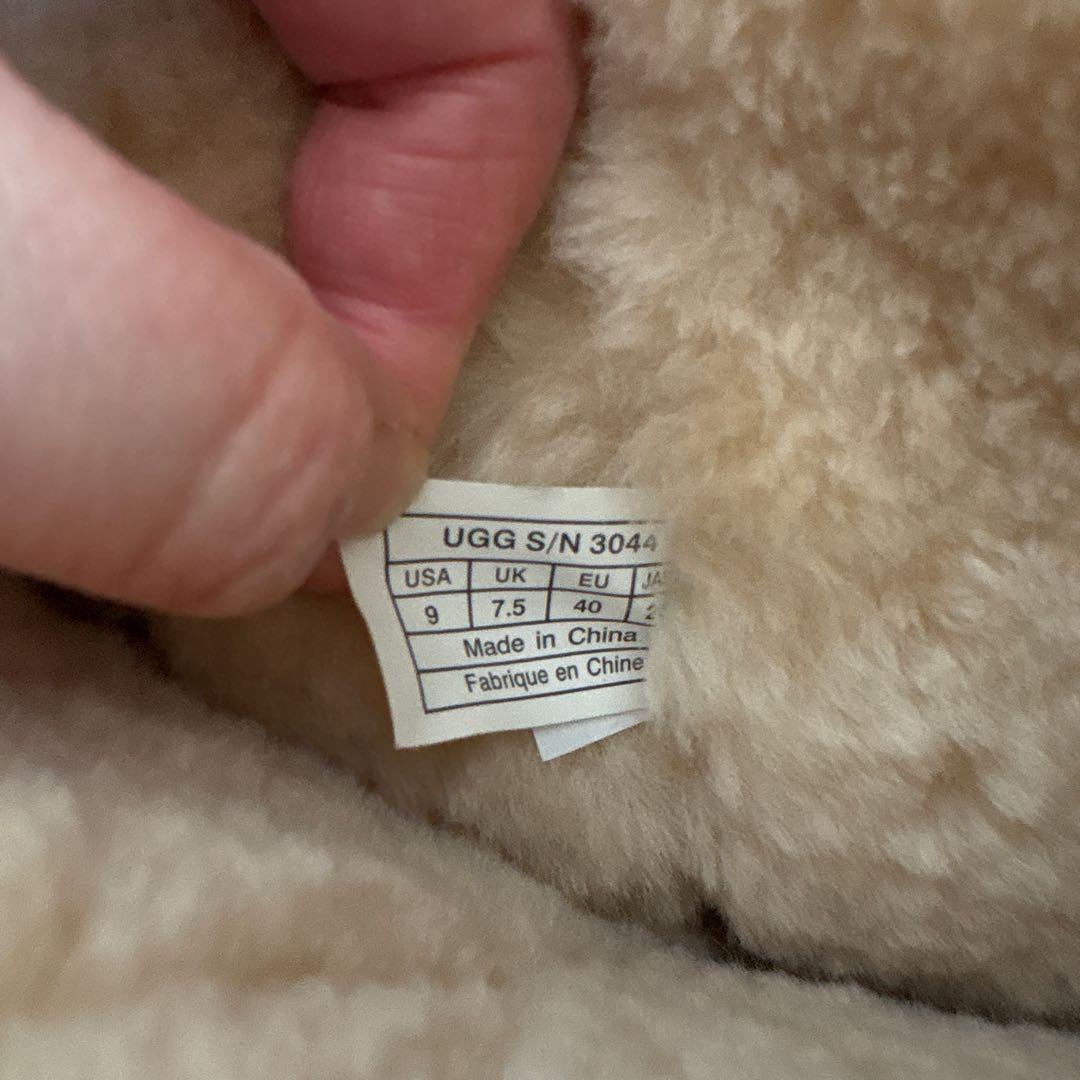 UGG S/N 3044
USA UK EU
9 7.5 40
Made in China
Fabrique en Chine